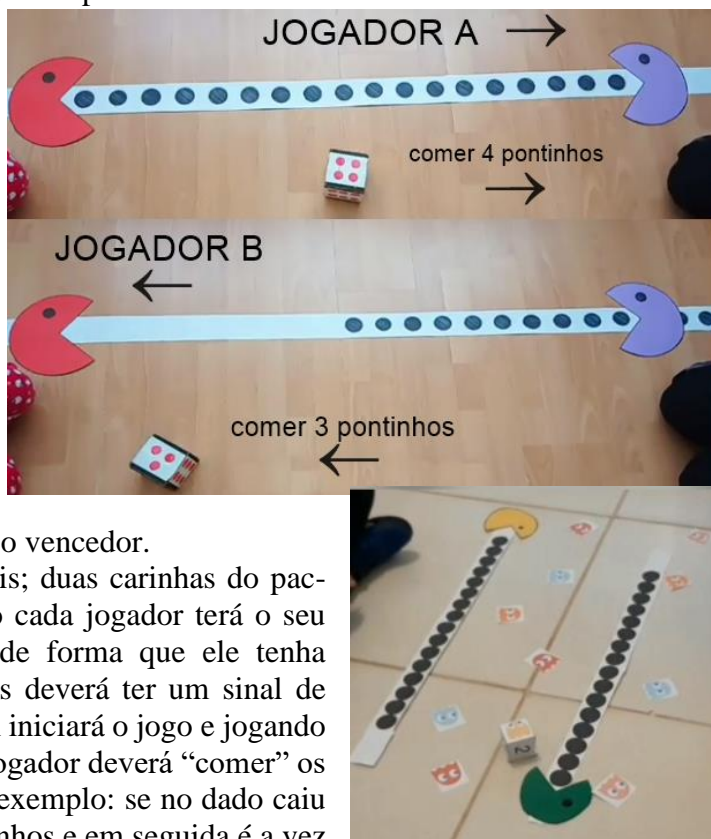 JOGADOR A
comer 4 pontinhos
JOGADOR B
comer 3 pontinhos
o vencedor.
is; duas carinhas do pac-
cada jogador terá o seu
de forma que ele tenha
s deverá ter um sinal de
iniciará o jogo e jogando
ogador deverá “comer” os
exemplo: se no dado caiu
nhos e em seguida é a vez
2